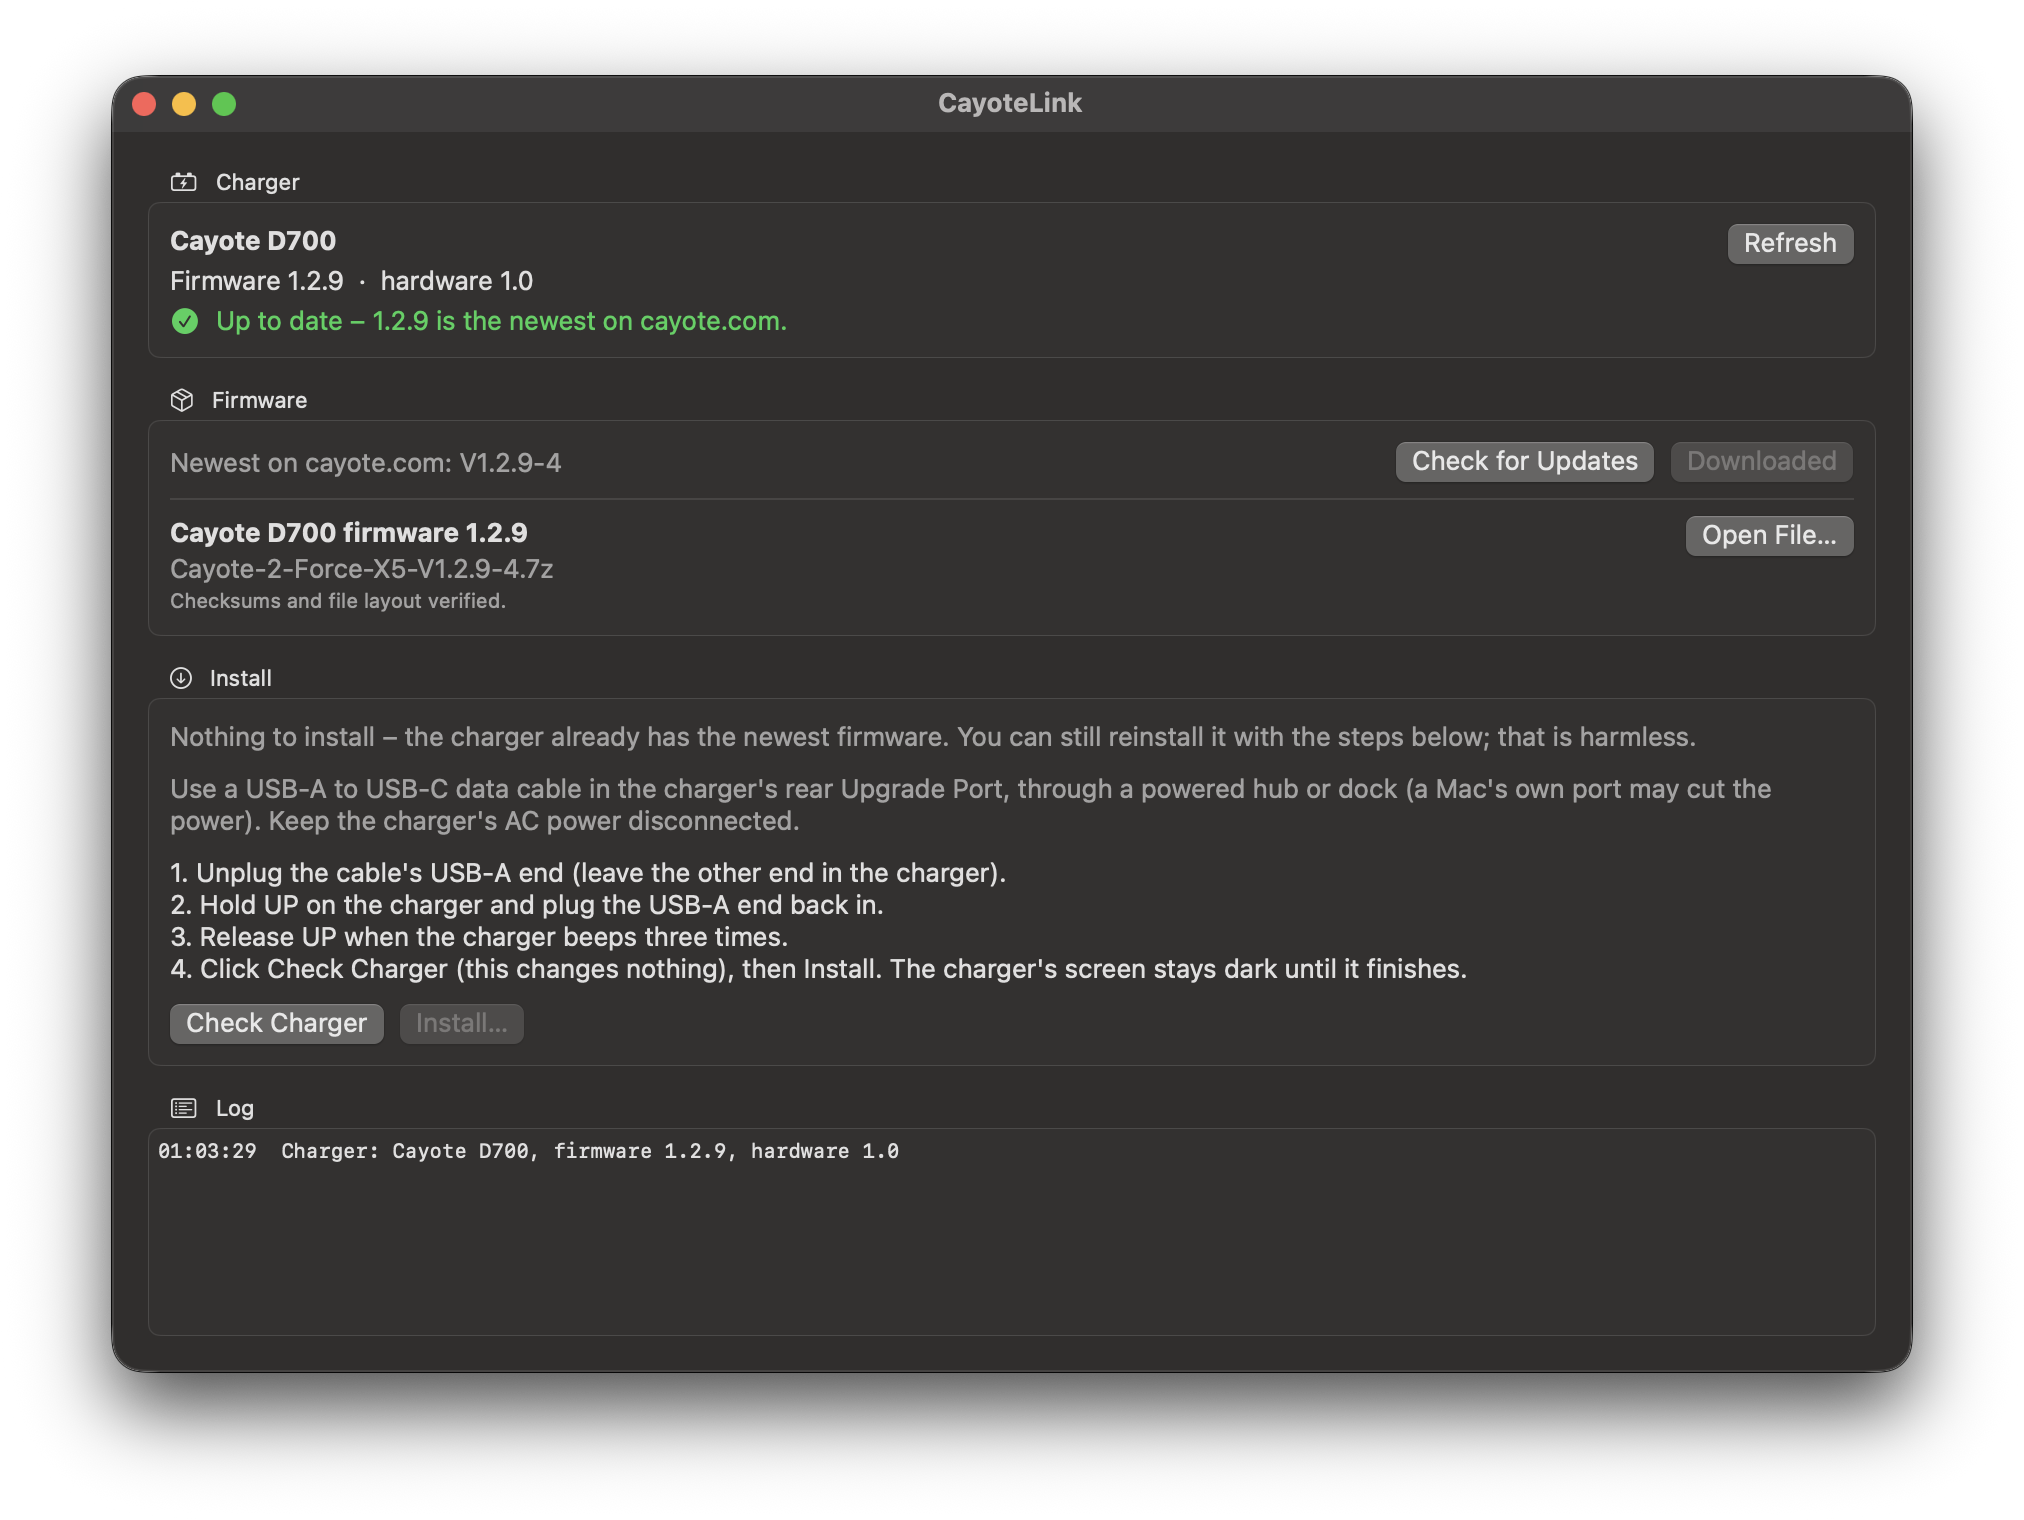 CayoteLink
Charger
Cayote D700
Refresh
Firmware 1.2.9 · hardware 1.0
Up to date – 1.2.9 is the newest on cayote.com.
Firmware
Newest on cayote.com: V1.2.9-4
Check for Updates
Downloaded
Cayote D700 firmware 1.2.9
Open File...
Cayote-2-Force-X5-V1.2.9-4.7z
Checksums and file layout verified.
Install
Nothing to install – the charger already has the newest firmware. You can still reinstall it with the steps below; that is harmless.
Use a USB-A to USB-C data cable in the charger's rear Upgrade Port, through a powered hub or dock (a Mac's own port may cut the
power). Keep the charger's AC power disconnected.
1. Unplug the cable's USB-A end (leave the other end in the charger).
2. Hold UP on the charger and plug the USB-A end back in.
3. Release UP when the charger beeps three times.
4. Click Check Charger (this changes nothing), then Install. The charger's screen stays dark until it finishes.
Check Charger
Install...
Log
01:03:29  Charger: Cayote D700, firmware 1.2.9, hardware 1.0